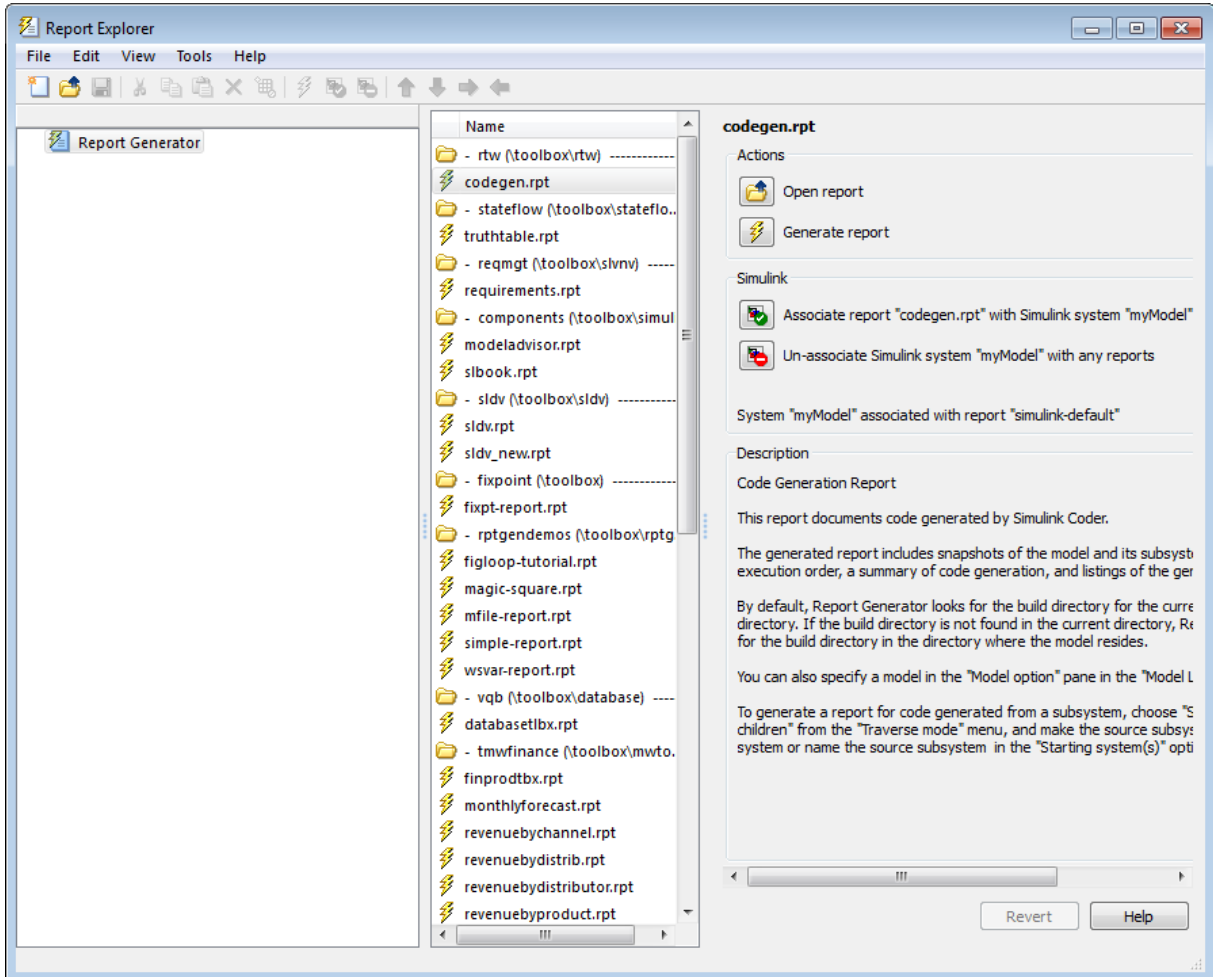 Report Explorer
File Edit View Tools Help
Report Generator
Name
- rtw (\toolbox\rtw) ------------
codegen.rpt
- stateflow (\toolbox\stateflo..
truthtable.rpt
- reqmgt (\toolbox\slvnv) -----
requirements.rpt
- components (\toolbox\simul
modeladvisor.rpt
slbook.rpt
- sldv (\toolbox\sldv) -----------
sldv.rpt
sldv_new.rpt
- fixpoint (\toolbox) ------------
fixpt-report.rpt
- rptgendemos (\toolbox\rptg
figloop-tutorial.rpt
magic-square.rpt
mfile-report.rpt
simple-report.rpt
wsvar-report.rpt
- vqb (\toolbox\database) ----
databasetlbx.rpt
- tmwfinance (\toolbox\mwto.
finprodtbx.rpt
monthlyforecast.rpt
revenuebychannel.rpt
revenuebydistrib.rpt
revenuebydistributor.rpt
revenuebyproduct.rpt
codegen.rpt
Actions
Open report
Generate report
Simulink
Associate report "codegen.rpt" with Simulink system "myModel"
Un-associate Simulink system "myModel" with any reports
System "myModel" associated with report "simulink-default"
Description
Code Generation Report
This report documents code generated by Simulink Coder.
The generated report includes snapshots of the model and its subsyste
execution order, a summary of code generation, and listings of the ger
By default, Report Generator looks for the build directory for the curre
directory. If the build directory is not found in the current directory, Re
for the build directory in the directory where the model resides.
You can also specify a model in the "Model option" pane in the "Model L
To generate a report for code generated from a subsystem, choose "S
children" from the "Traverse mode" menu, and make the source subsys
system or name the source subsystem in the "Starting system(s)" opti
Revert Help